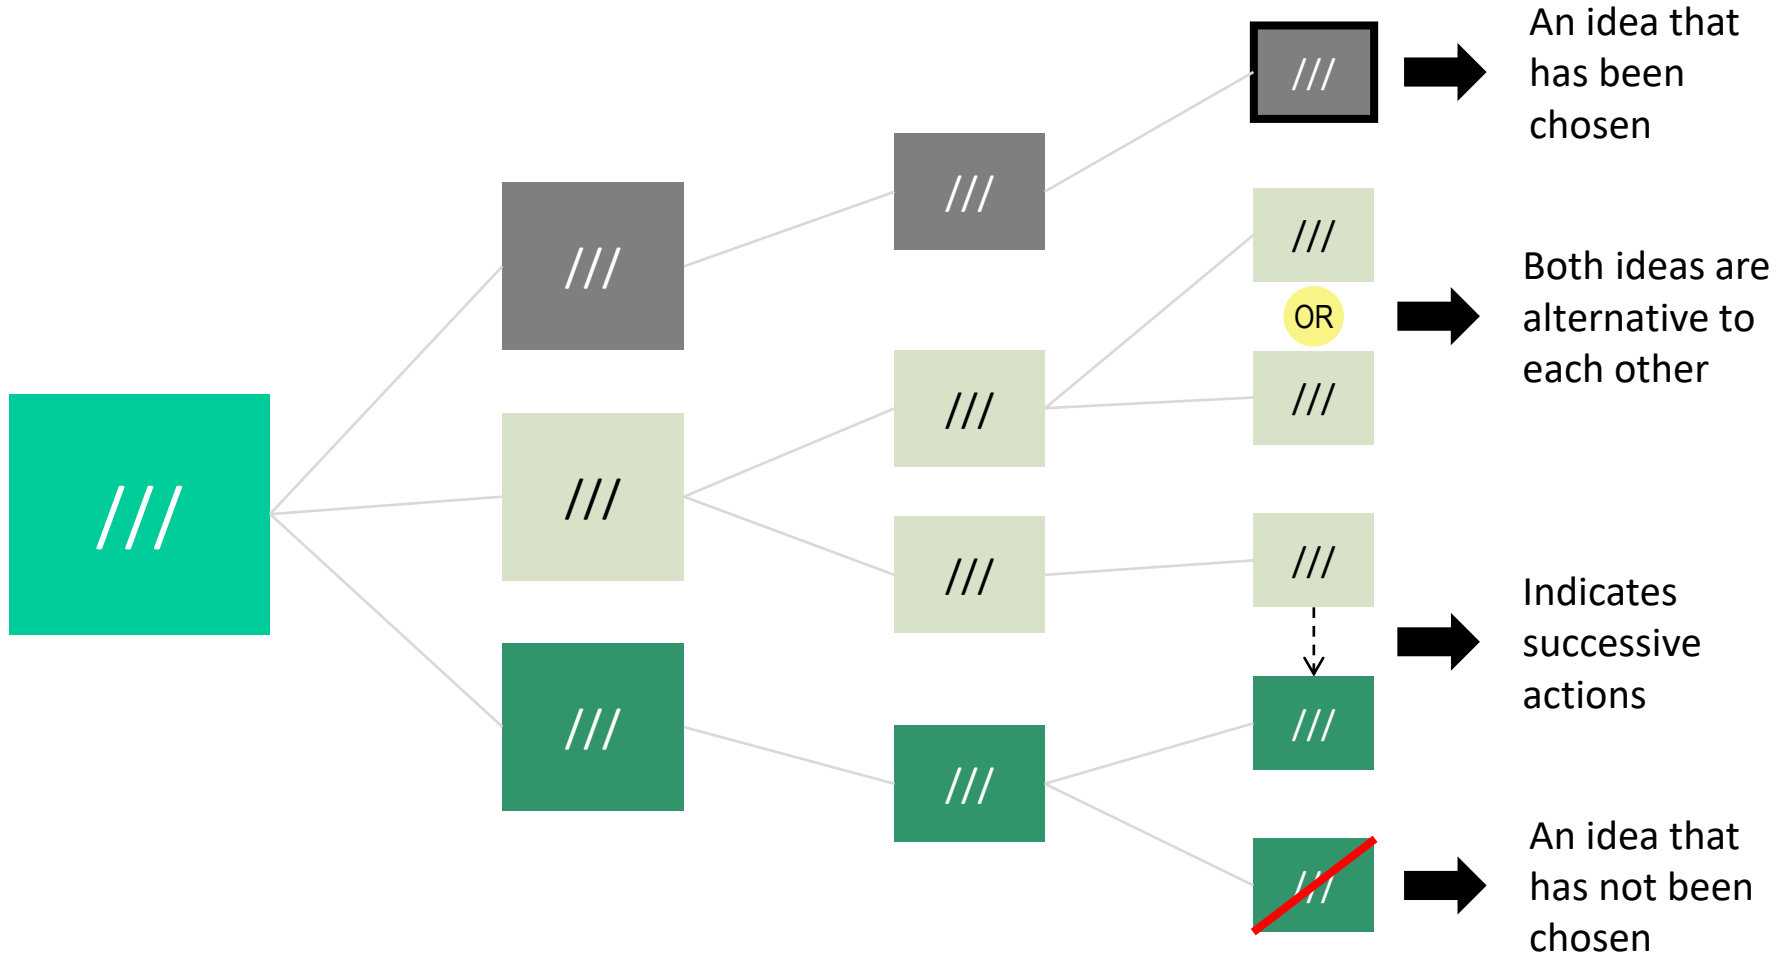 An idea that
has been
chosen
///
///
///
///
OR
Both ideas are
alternative to
each other
///
///
///
///
///
///
Indicates
successive
actions
///
///
///
///
An idea that
has not been
chosen